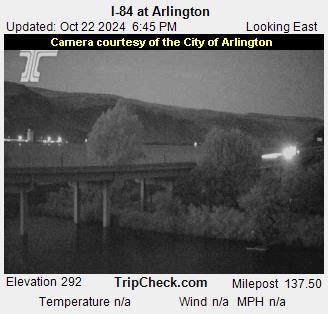 I-84 at Arlington
Updated: Oct 22 2024 6:45 PM Looking East
Camera courtesy of the City of Arlington
Elevation 292 TripCheck.com Milepost 137.50
Temperature n/a Wind n/a MPH n/a